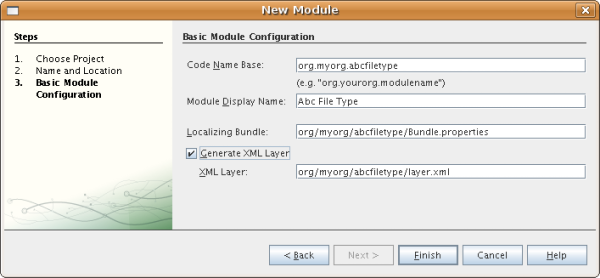 New Module
Steps
1. Choose Project
2. Name and Location
3. Basic Module
Configuration
Basic Module Configuration
Code Name Base: org.myorg.abcfiletype
(e.g. "org.yourorg.modulename")
Module Display Name: Abc File Type
Localizing Bundle: org/myorg/abcfiletype/Bundle.properties
Generate XML Layer
XML Layer: org/myorg/abcfiletype/layer.xml
< Back Next > Finish Cancel Help